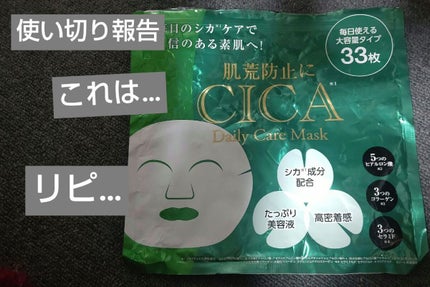 使い切り報告
これは…
リピ…
毎日使える
大容量タイプ
33枚
日のシカケアで
信のある素肌へ!
肌荒防止に
CICA
Daily Care Mask
シカ成分
配合
たっぷり
美容液
高密着感
5つの
ヒアルロン酸
3つの
コラーゲン
3つの
セラミド